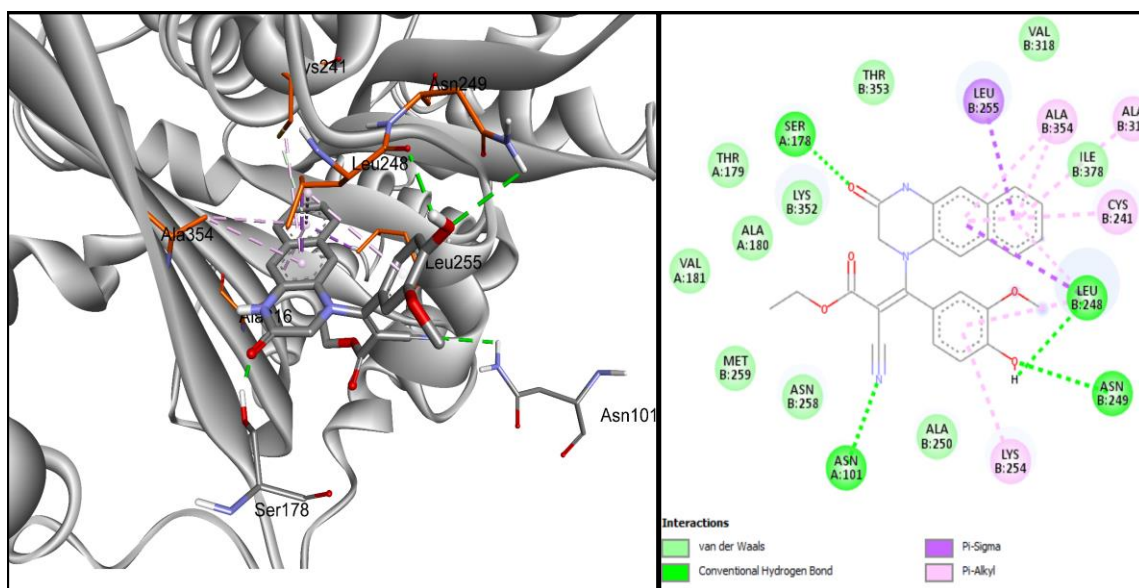 ys241
Asn249
Leu248
Ala354
Leu255
Ala
16
Asn101
Ser178
VAL
B:318
THR
B:353
LEU
B:255
ALA
B:354
ALA
B:31
SER
A:178
THR
A:179
ILE
B:378
LYS
B:352
CYS
B:241
ALA
A:180
VAL
A:181
LEU
B:248
O
N
N
O
O
O
O
N
H
MET
B:259
ASN
B:258
ASN
B:249
ALA
B:250
ASN
A:101
LYS
B:254
Interactions
van der Waals
Conventional Hydrogen Bond
Pi-Sigma
Pi-Alkyl